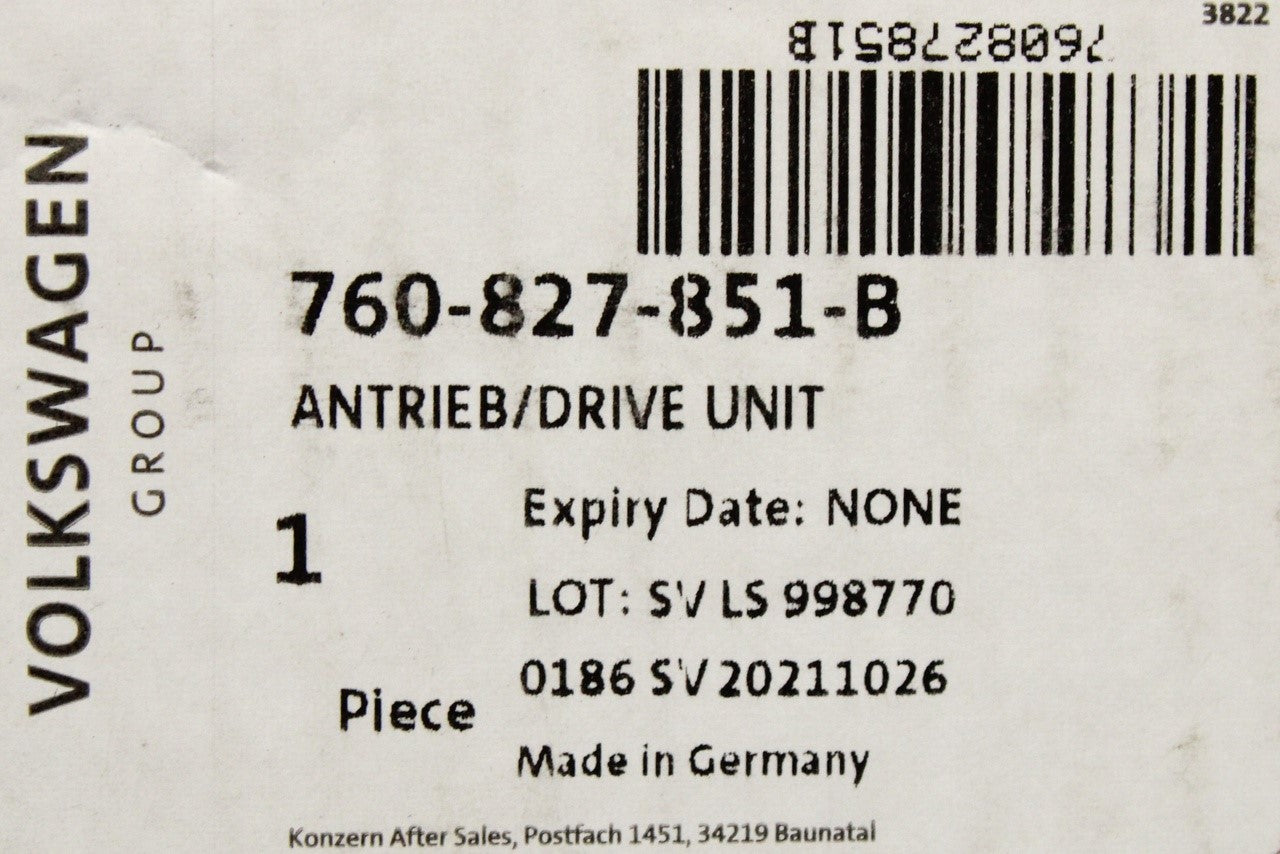 3822
760827851B
VOLKSWAGEN
GROUP
760-827-851-B
ANTRIEB/DRIVE UNIT
1
Piece
Expiry Date: NONE
LOT: SV LS 998770
0186 SV 20211026
Made in Germany
Konzern After Sales, Postfach 1451, 34219 Baunatal